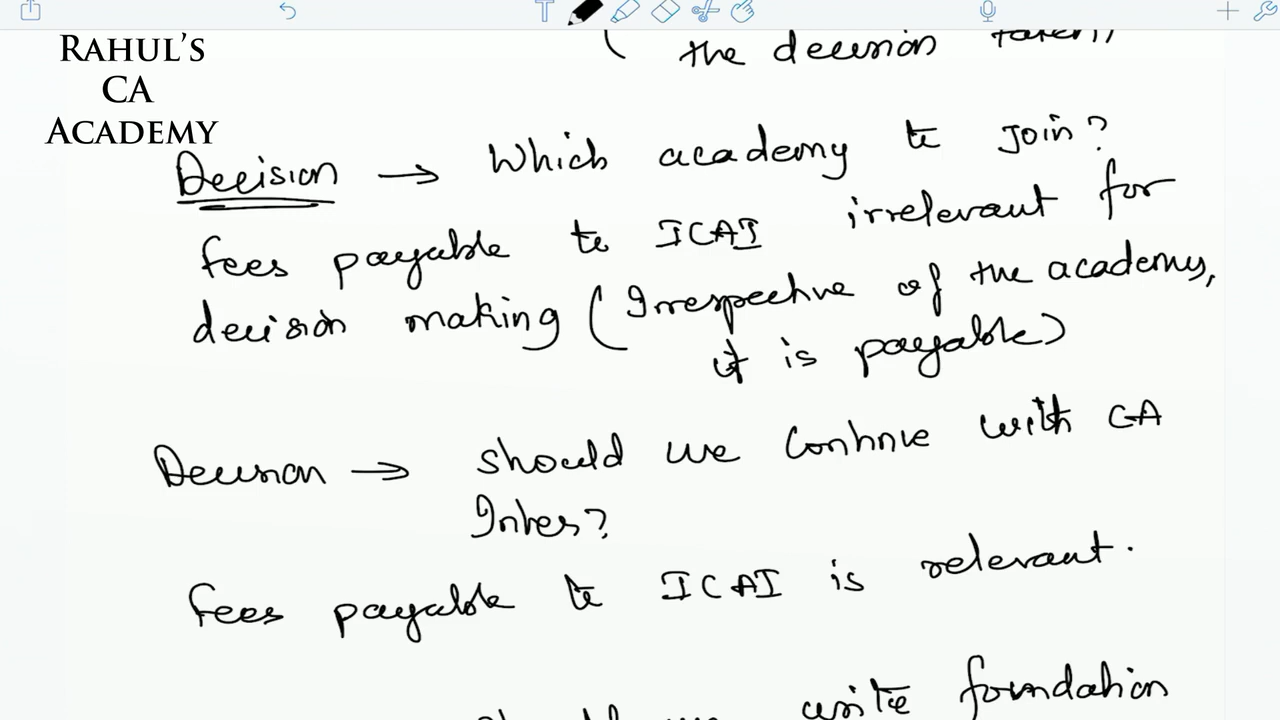 RAHUL'S
CA
ACADEMY
( the decision taken)
Decision → Which academy to Join?
fees payable to ICAI irrelevant for
decision making (Irrespective of the academy,
it is payable)
Decision → should we continue with CA
Inter?
fees payable to ICAI is relevant.
write foundation